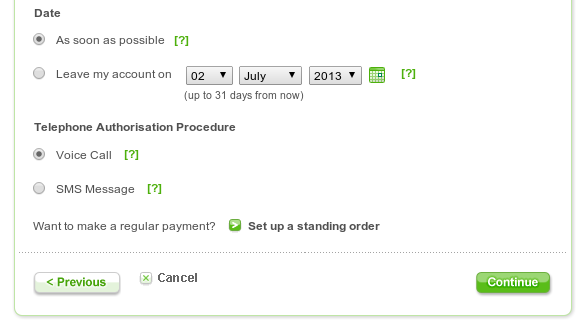 Date
As soon as possible [?]
Leave my account on 02 July 2013 [?]
(up to 31 days from now)
Telephone Authorisation Procedure
Voice Call [?]
SMS Message [?]
Want to make a regular payment? > Set up a standing order
< Previous Cancel Continue